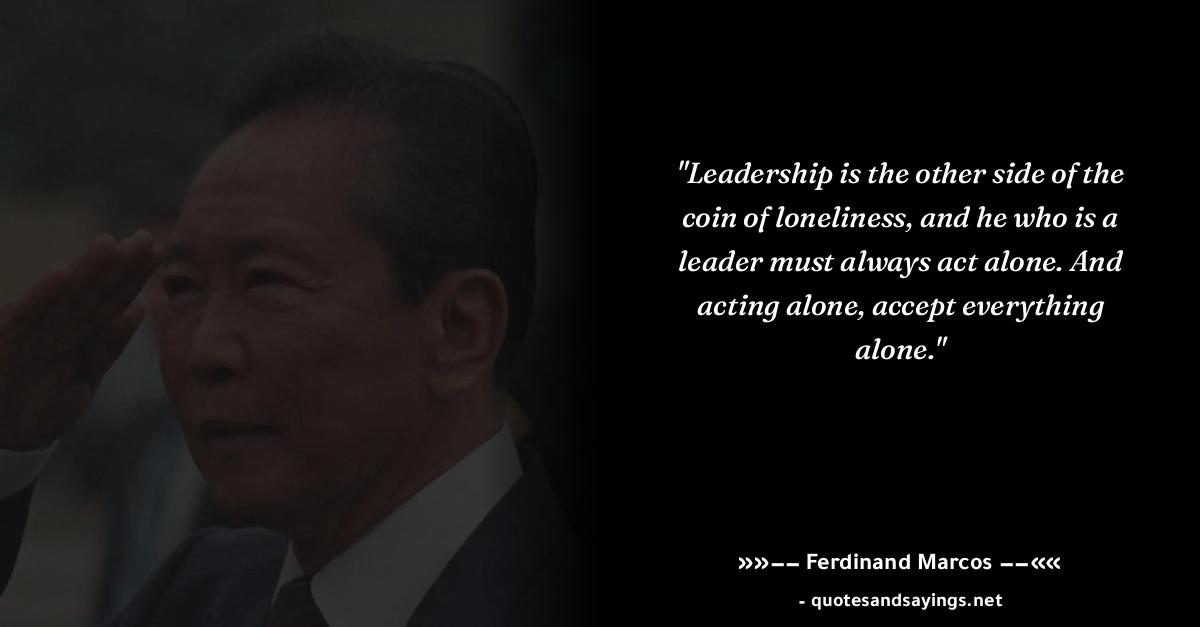 "Leadership is the other side of the
coin of loneliness, and he who is a
leader must always act alone. And
acting alone, accept everything
alone."
»»−− Ferdinand Marcos −−««
- quotesandsayings.net